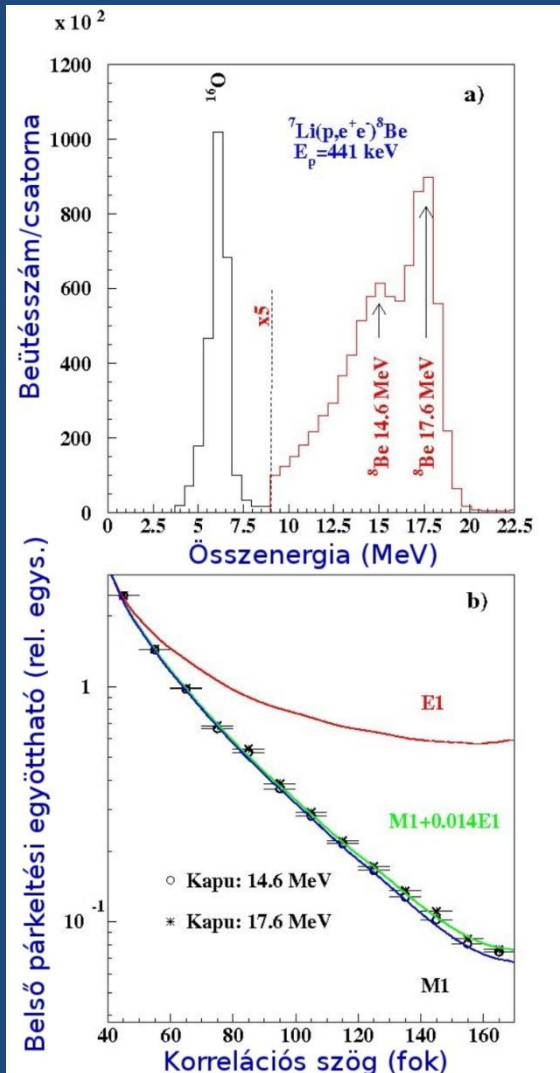 x 10²
1200
1000
800
600
400
200
0
Beütésszám/csatorna
¹⁶O
a)
⁷Li(p,e⁺e⁻)⁸Be
Eₚ=441 keV
x5
⁸Be 14.6 MeV
⁸Be 17.6 MeV
0 2.5 5 7.5 10 12.5 15 17.5 20 22.5
Összenergia (MeV)
Belső párkeltési együttható (rel. egys.)
b)
1
10⁻¹
E1
M1+0.014E1
Kapu: 14.6 MeV
Kapu: 17.6 MeV
M1
40 60 80 100 120 140 160
Korrelációs szög (fok)